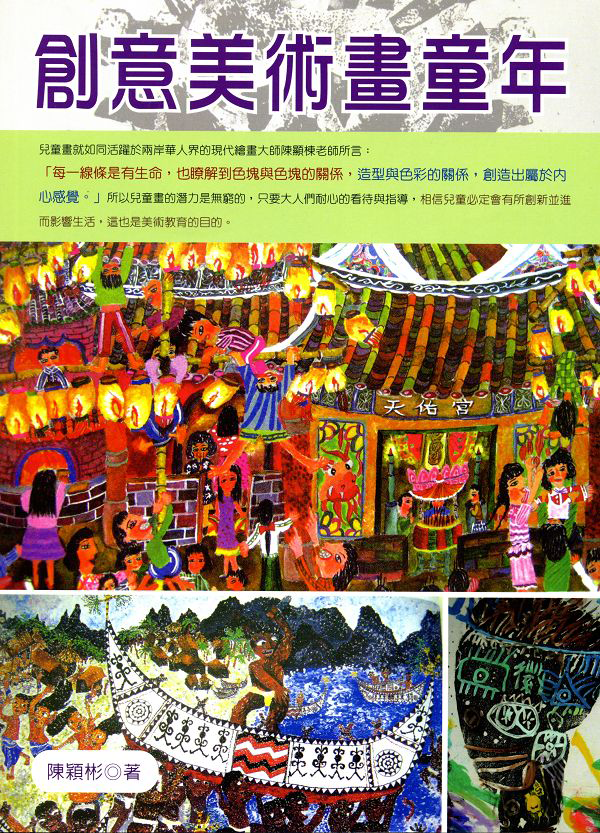 創意美術畫童年
兒童畫就如同活躍於兩岸華人界的現代繪畫大師陳顯棟老師所言：
「每一線條是有生命，也瞭解到色塊與色塊的關係，造型與色彩的關係，創造出屬於內
心感覺。」所以兒童畫的潛力是無窮的，只要大人們耐心的看待與指導，相信兒童必定會有所創新並進
而影響生活，這也是美術教育的目的。
天佑宮
後
陳穎彬◎著